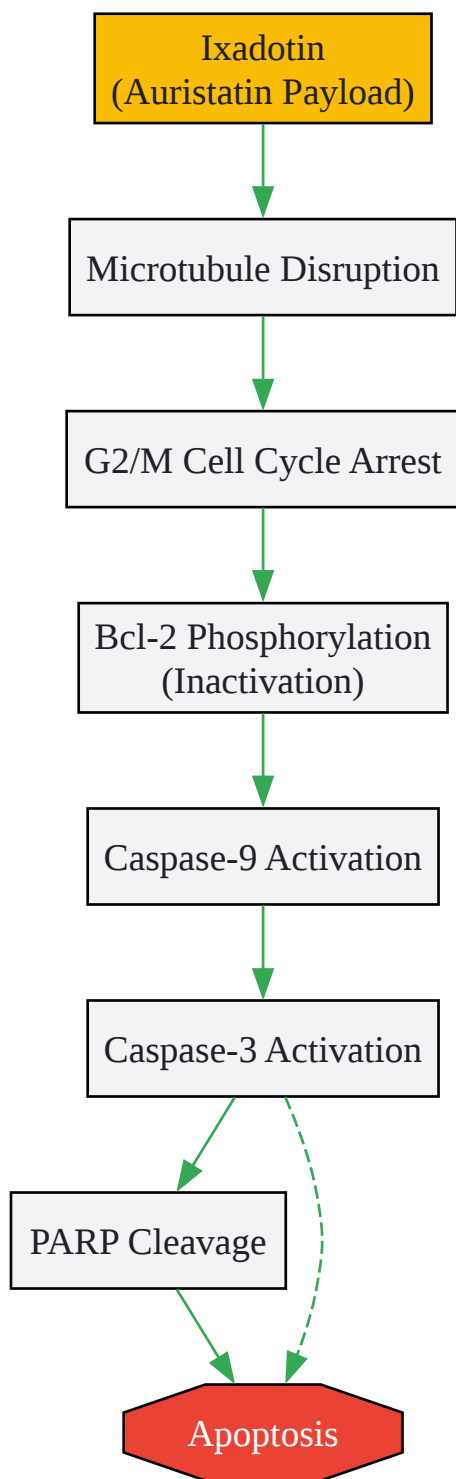 Ixadotin
(Auristatin Payload)
Microtubule Disruption
G2/M Cell Cycle Arrest
Bcl-2 Phosphorylation
(Inactivation)
Caspase-9 Activation
Caspase-3 Activation
PARP Cleavage
Apoptosis